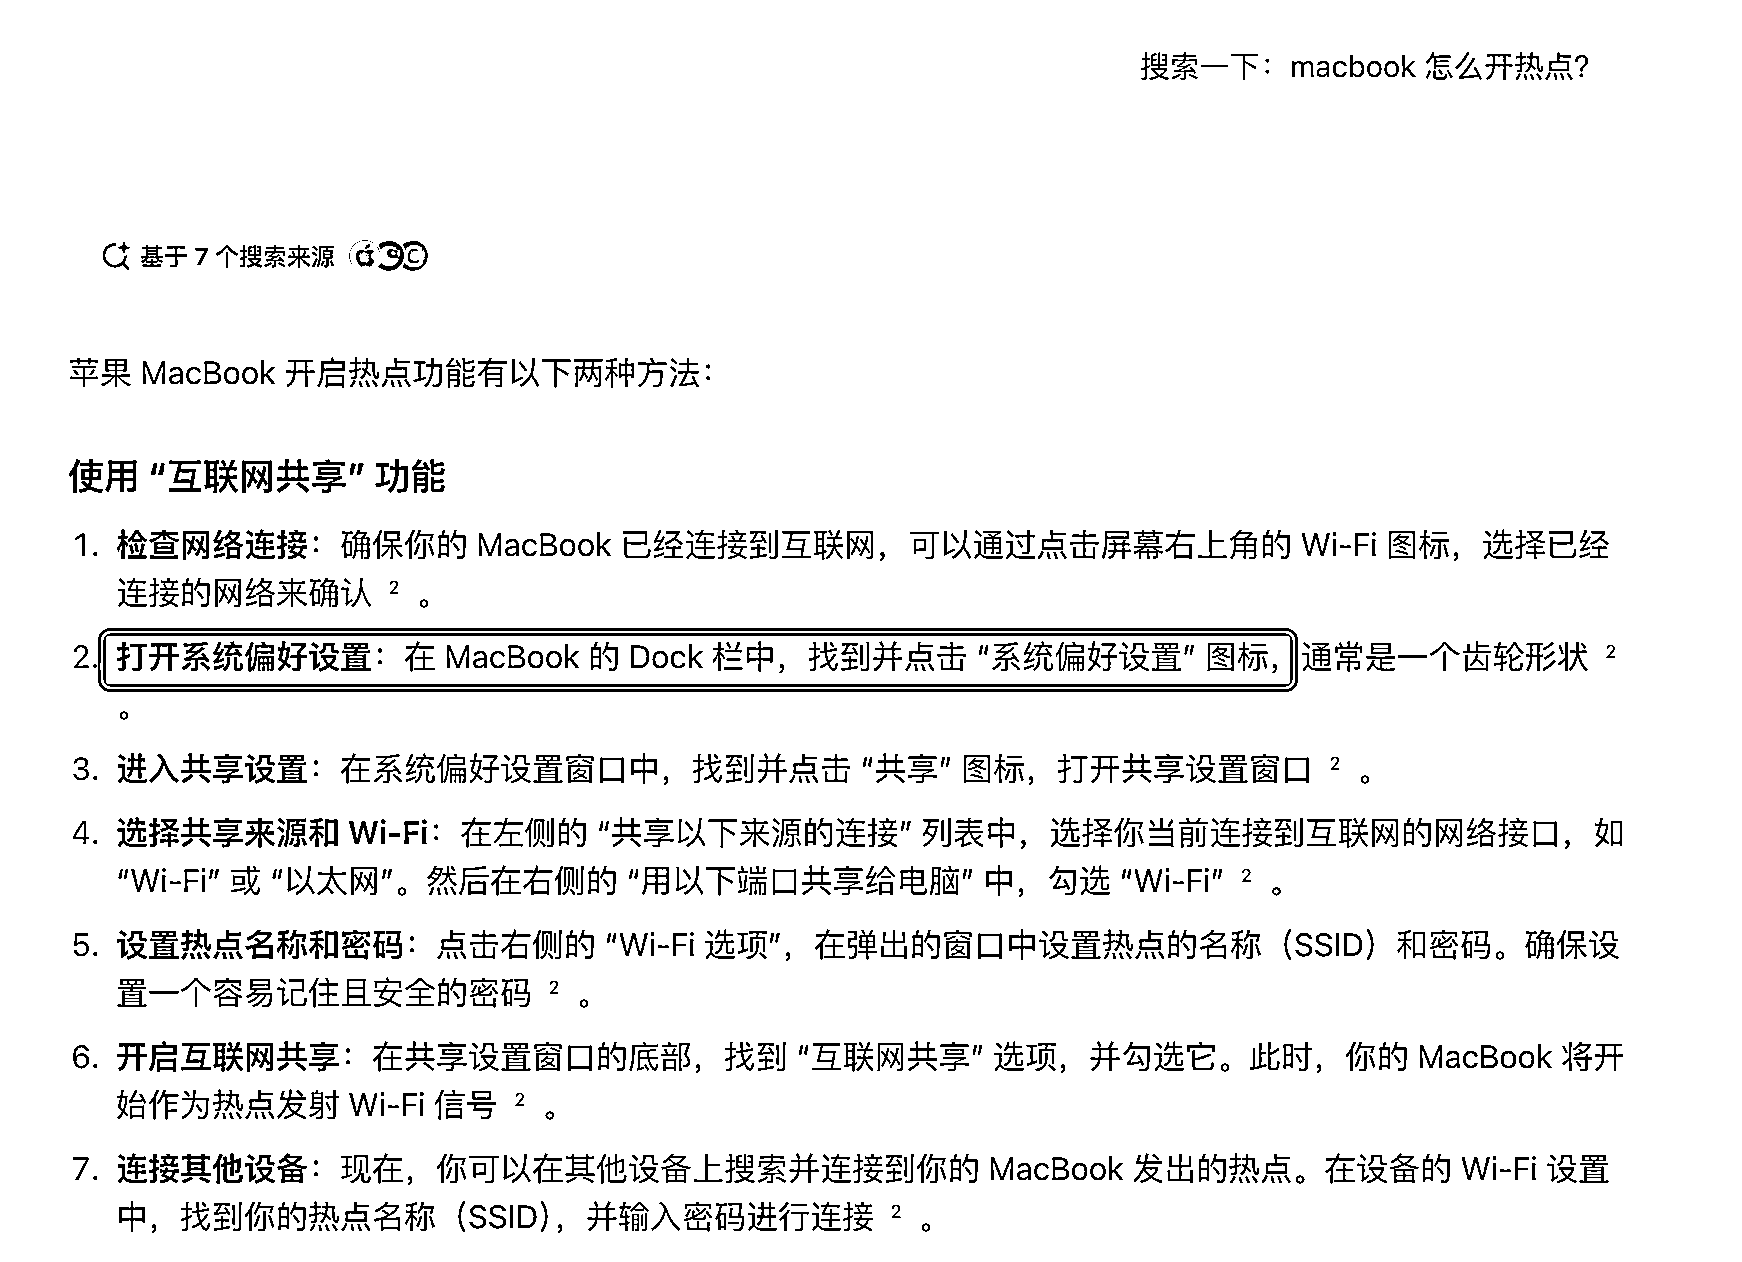 搜索一下：macbook 怎么开热点？
基于 7 个搜索来源
苹果 MacBook 开启热点功能有以下两种方法：
使用 “互联网共享” 功能
1. 检查网络连接：确保你的 MacBook 已经连接到互联网，可以通过点击屏幕右上角的 Wi-Fi 图标，选择已经
连接的网络来确认 2 。
2. 打开系统偏好设置：在 MacBook 的 Dock 栏中，找到并点击 “系统偏好设置” 图标，通常是一个齿轮形状 2
。
3. 进入共享设置：在系统偏好设置窗口中，找到并点击 “共享” 图标，打开共享设置窗口 2 。
4. 选择共享来源和 Wi-Fi：在左侧的 “共享以下来源的连接” 列表中，选择你当前连接到互联网的网络接口，如
“Wi-Fi” 或 “以太网”。然后在右侧的 “用以下端口共享给电脑” 中，勾选 “Wi-Fi” 2 。
5. 设置热点名称和密码：点击右侧的 “Wi-Fi 选项”，在弹出的窗口中设置热点的名称（SSID）和密码。确保设
置一个容易记住且安全的密码 2 。
6. 开启互联网共享：在共享设置窗口的底部，找到 “互联网共享” 选项，并勾选它。此时，你的 MacBook 将开
始作为热点发射 Wi-Fi 信号 2 。
7. 连接其他设备：现在，你可以在其他设备上搜索并连接到你的 MacBook 发出的热点。在设备的 Wi-Fi 设置
中，找到你的热点名称（SSID），并输入密码进行连接 2 。